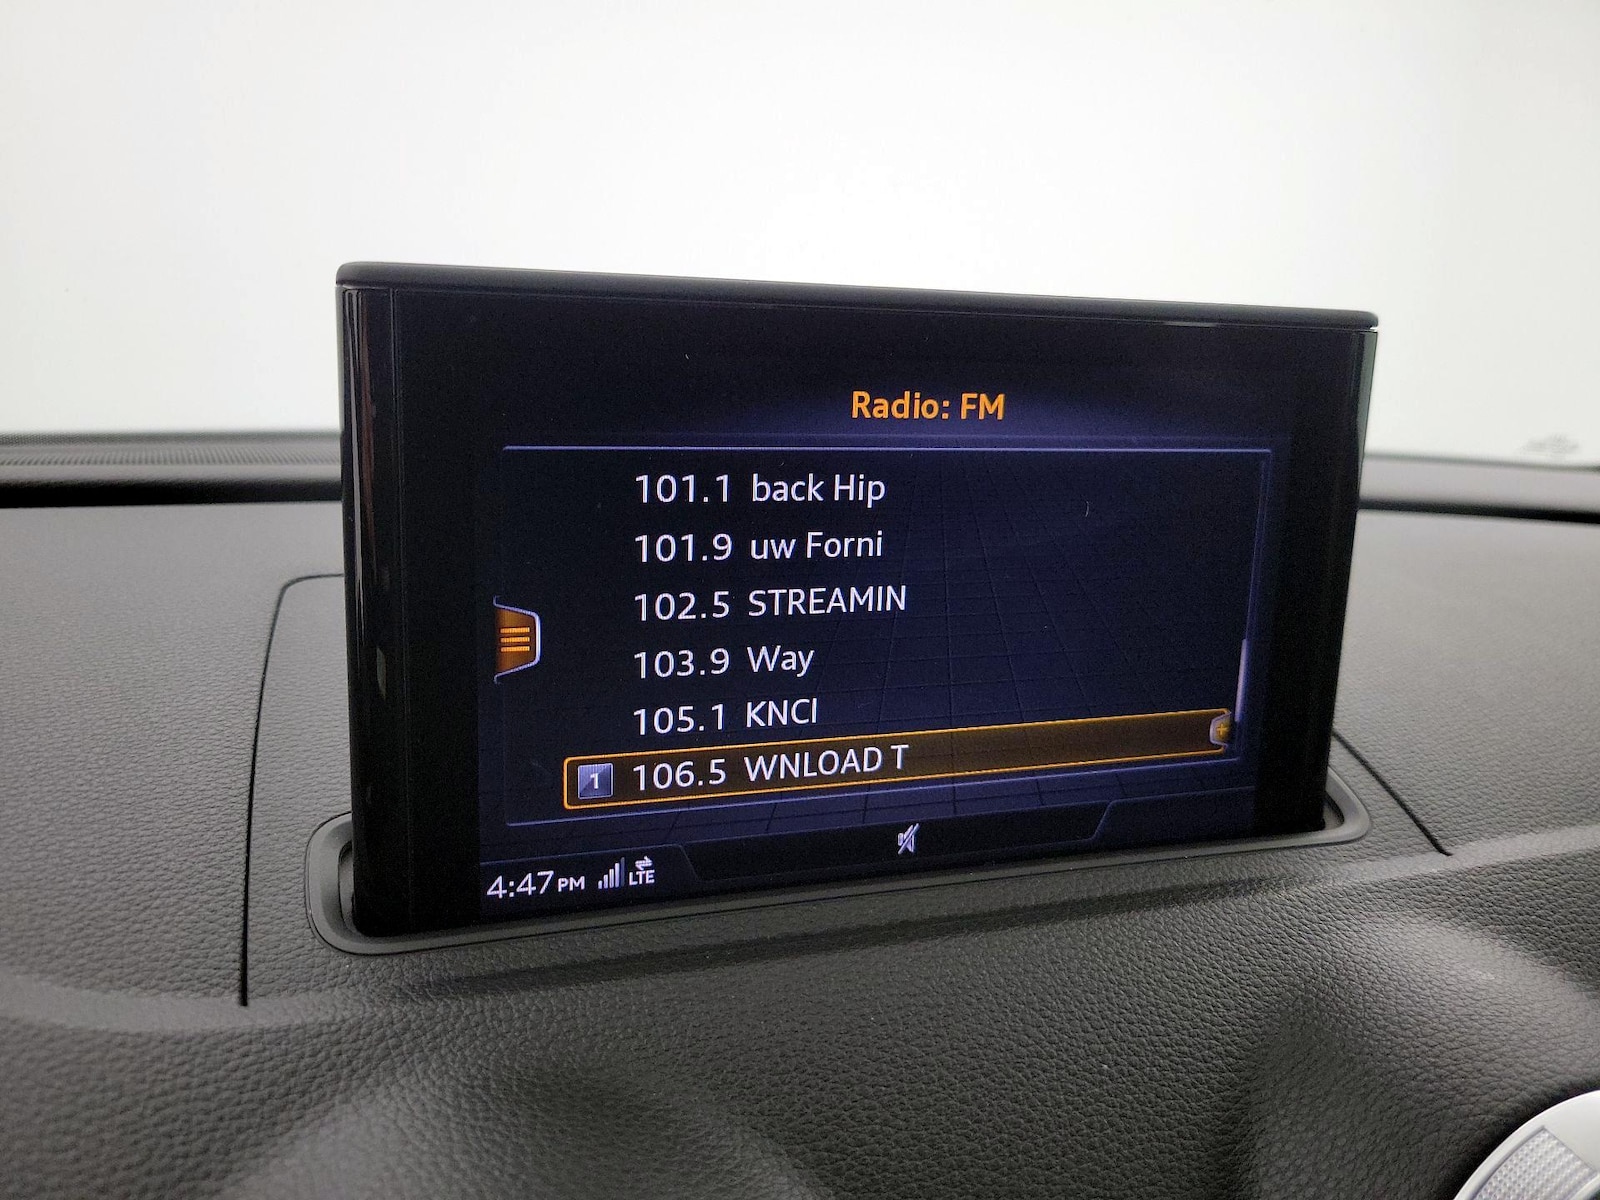 Radio: FM
101.1 back Hip
101.9 uw Forni
102.5 STREAMIN
103.9 Way
105.1 KNCI
1 106.5 WNLOAD T
4:47 PM LTE